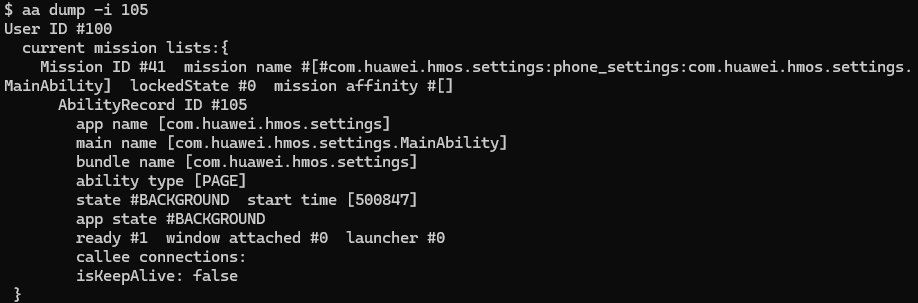 $ aa dump -i 105
User ID #100
current mission lists:{
Mission ID #41  mission name #[#com.huawei.hmos.settings:phone_settings:com.huawei.hmos.settings.
MainAbility]  lockedState #0  mission affinity #[]
AbilityRecord ID #105
app name [com.huawei.hmos.settings]
main name [com.huawei.hmos.settings.MainAbility]
bundle name [com.huawei.hmos.settings]
ability type [PAGE]
state #BACKGROUND  start time [500847]
app state #BACKGROUND
ready #1  window attached #0  launcher #0
callee connections:
isKeepAlive: false
}